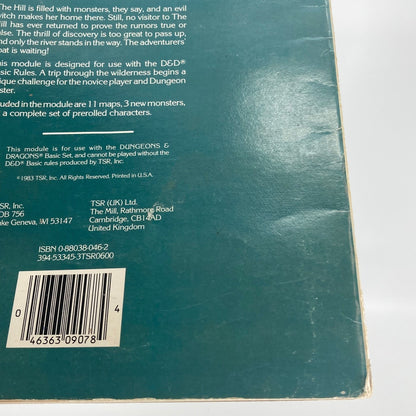 The Hill is filled with monsters, they say, and an evil
makes her home there. Still, no visitor to The
has ever returned to prove the rumors true or
The thrill of discovery is too great to pass up,
and only the river stands in the way. The adventurers'
is waiting!
This module is designed for use with the D&D®
Basic Rules. A trip through the wilderness begins a
challenge for the novice player and Dungeon
in the module are 11 maps, 3 new monsters,
a complete set of prerolled characters.
This module is for use with the DUNGEONS &
DRAGONS® Basic Set, and cannot be played without the
D&D® Basic rules produced by TSR, Inc.
©1983 TSR, Inc. All Rights Reserved. Printed in U.S.A.
TSR, Inc.
POB 756
Lake Geneva, WI 53147
TSR (UK) Ltd.
The Mill, Rathmore Road
Cambridge, CB14AD
United Kingdom
ISBN 0-88038-046-2
394-53345-3TSR0600
0 46363 09078 4